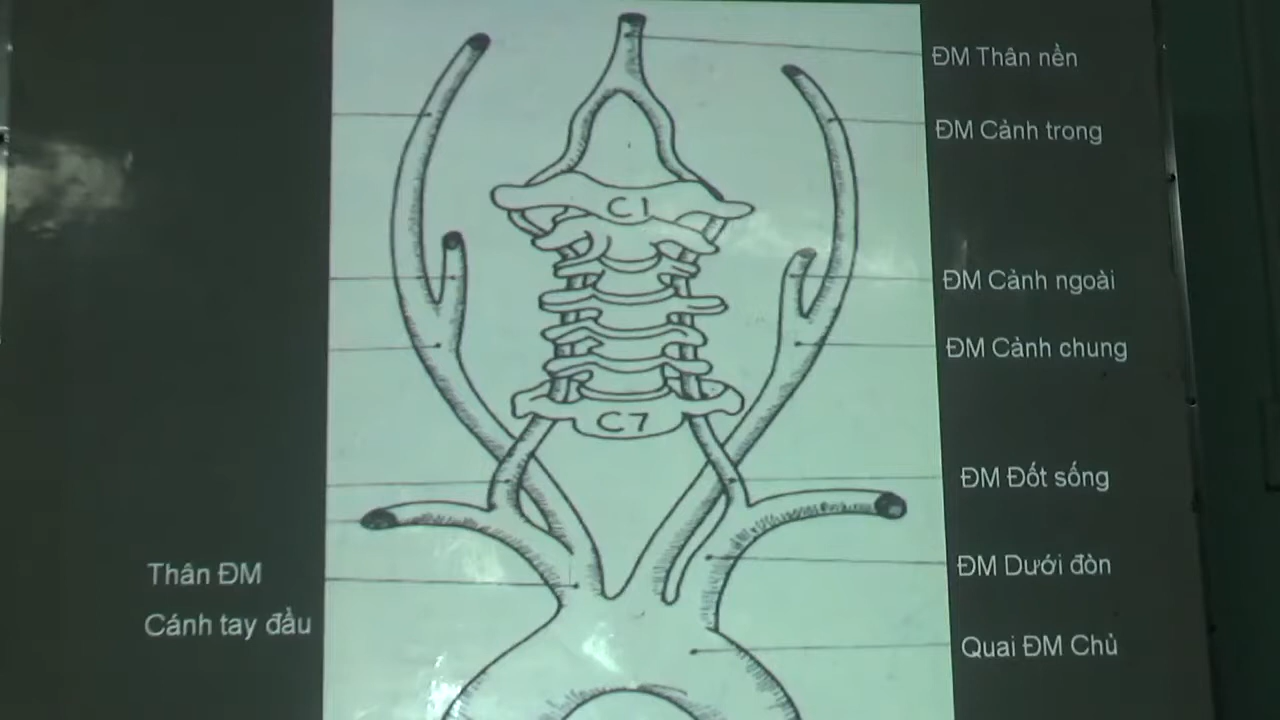 ĐM Thân nền
ĐM Cảnh trong
C1
ĐM Cảnh ngoài
ĐM Cảnh chung
C7
ĐM Đốt sống
ĐM Dưới đòn
Thân ĐM
Cánh tay đầu
Quai ĐM Chủ